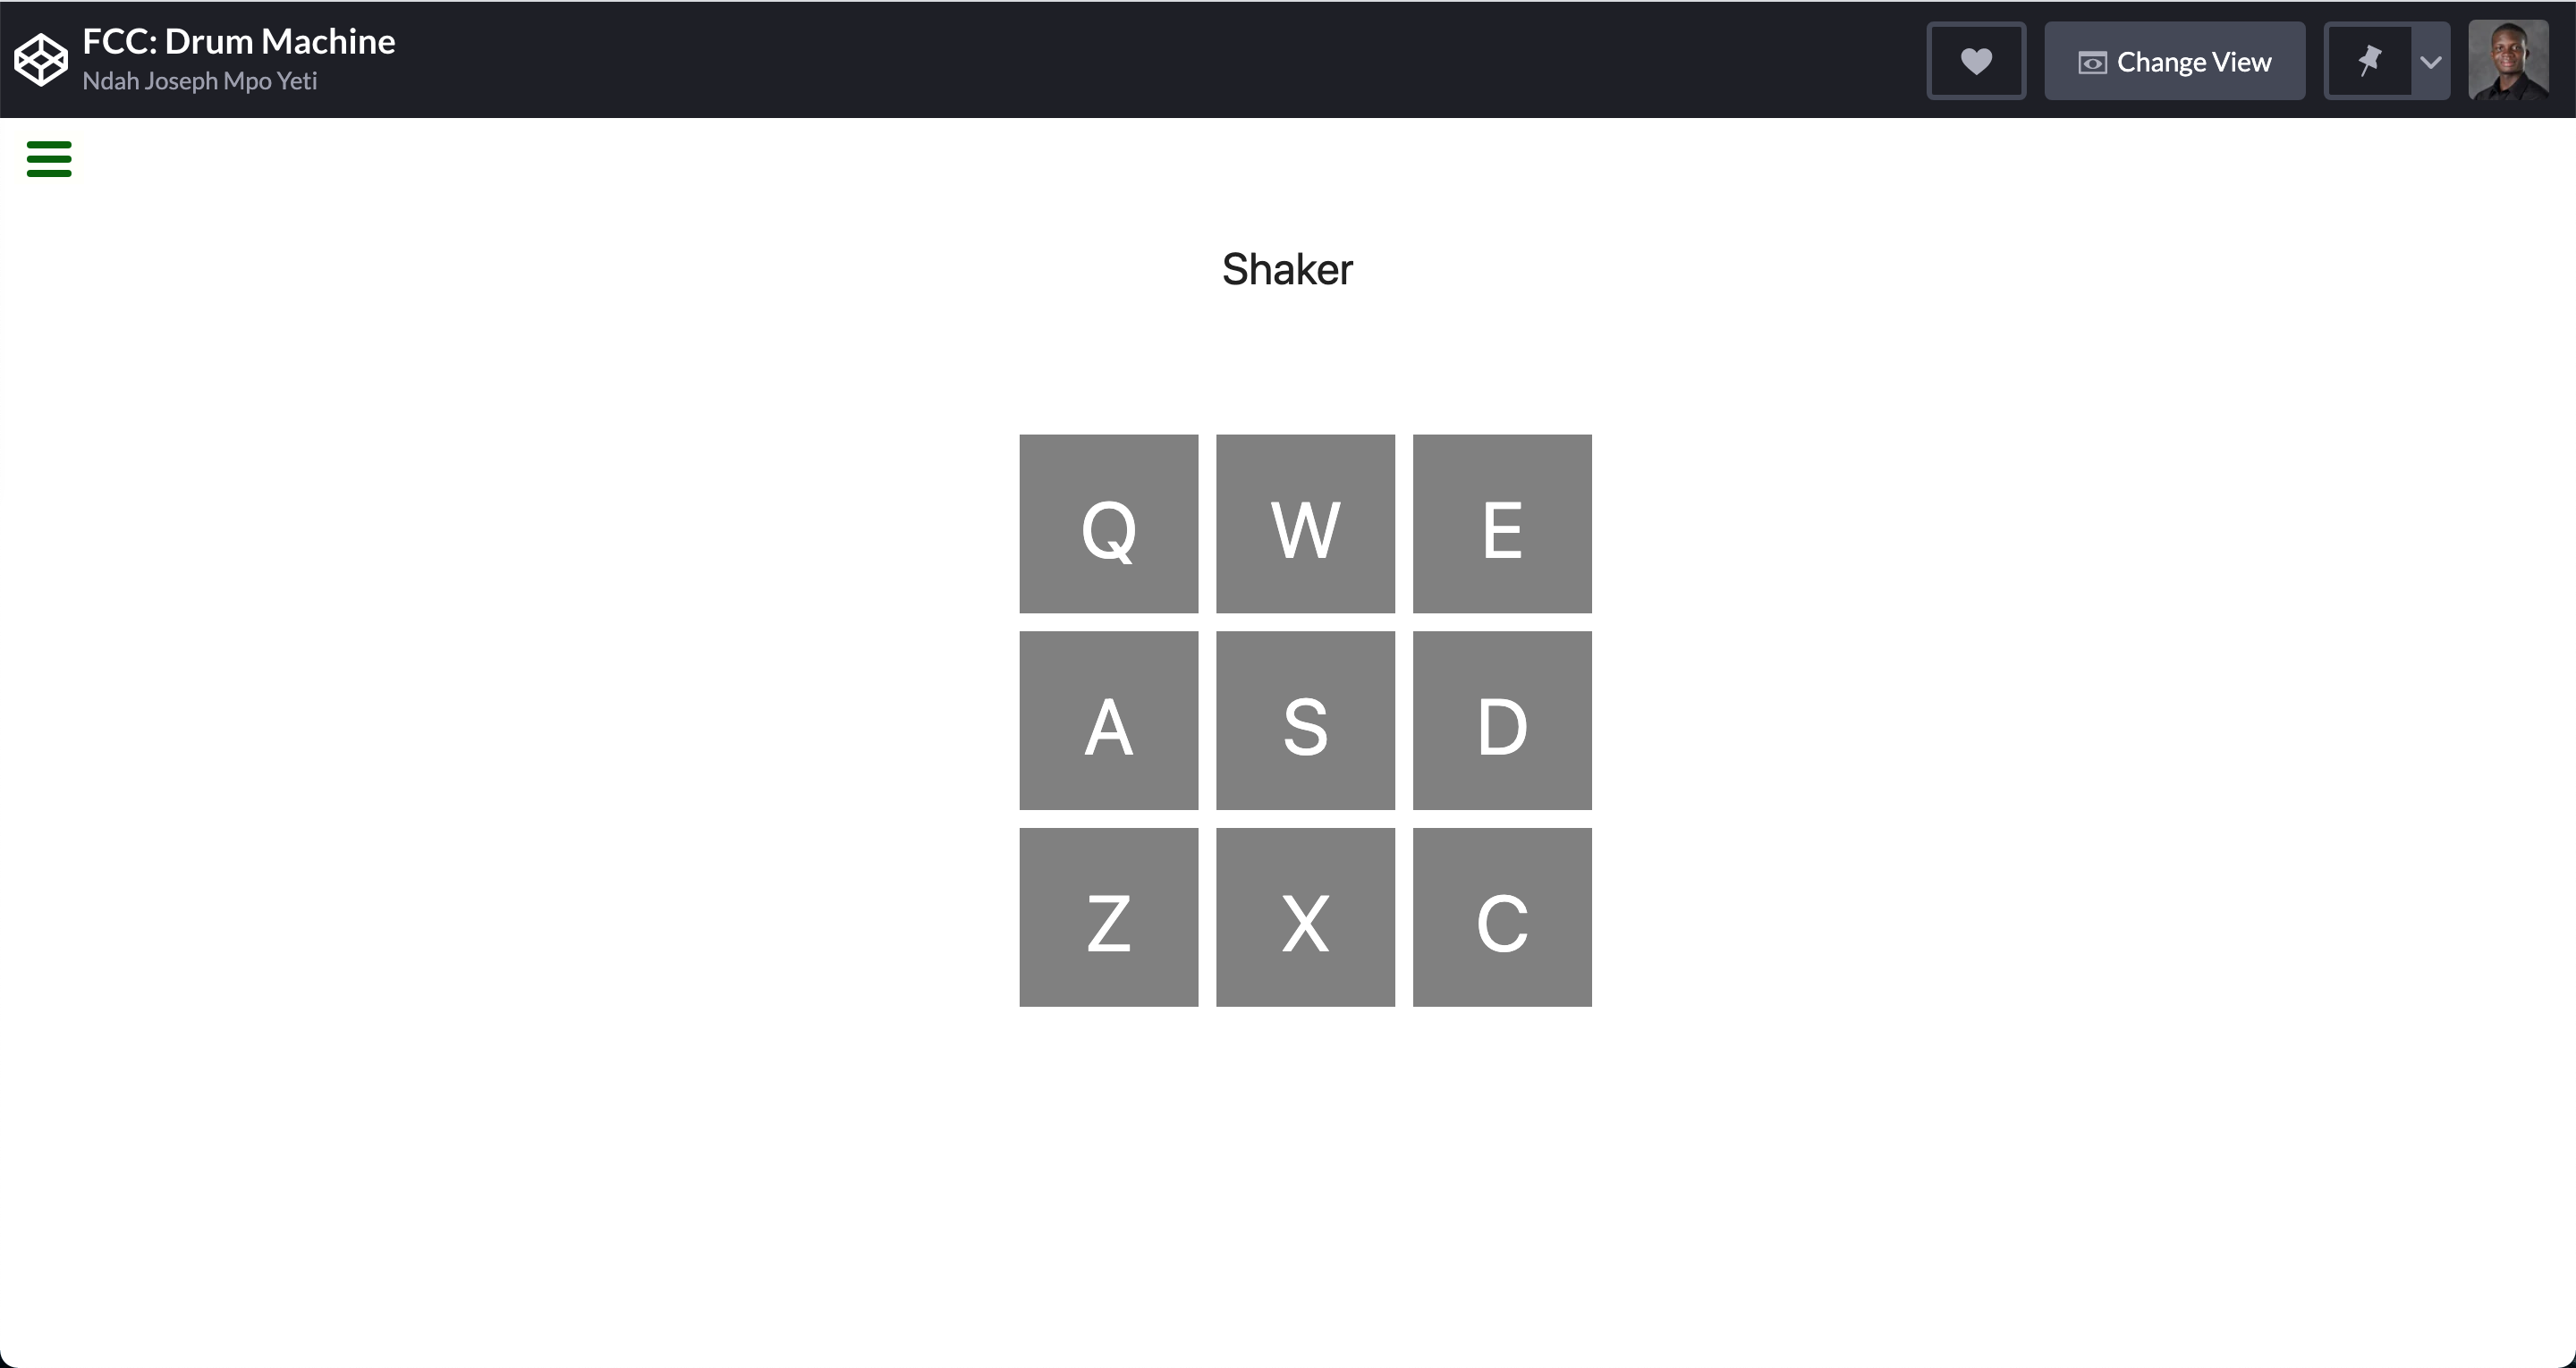 FCC: Drum Machine
Ndah Joseph Mpo Yeti
Change View
Shaker
Q W E
A S D
Z X C